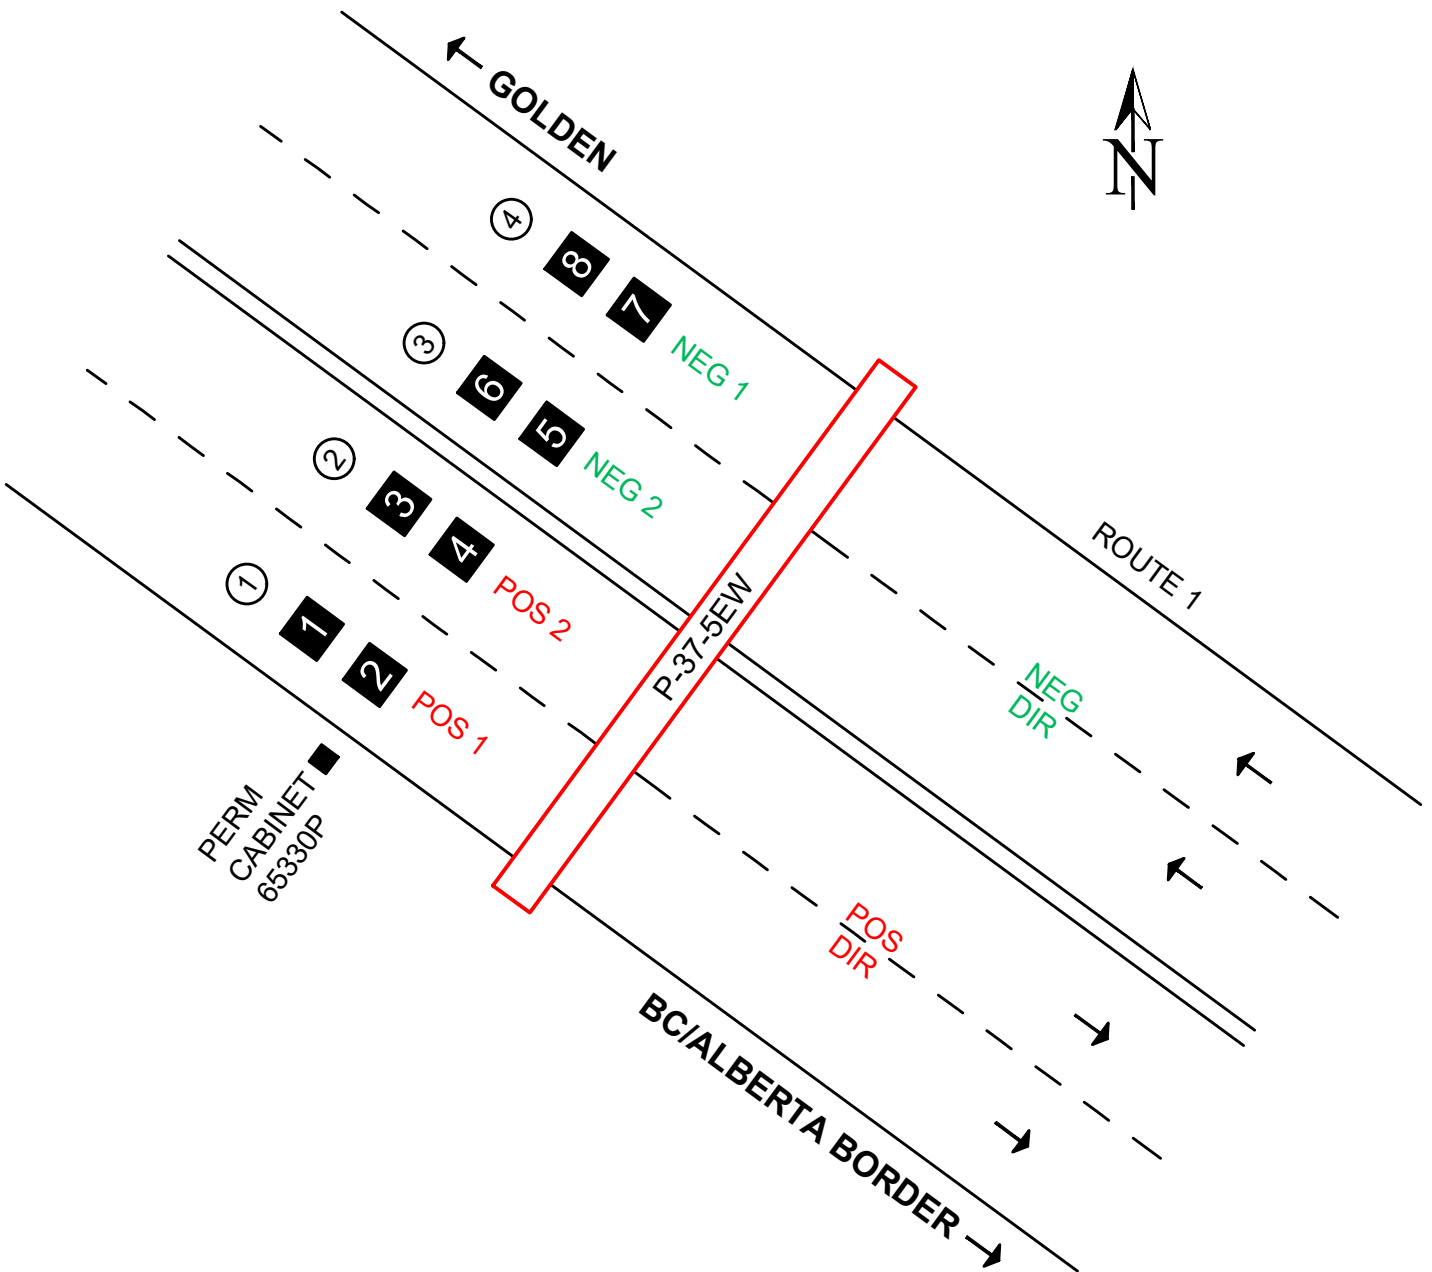 GOLDEN
N
4
8
7
NEG 1
3
6
5
NEG 2
2
3
4
POS 2
1
1
2
POS 1
PERM
CABINET
65330P
P-37-5EW
ROUTE 1
NEG
DIR
POS
DIR
BC/ALBERTA BORDER